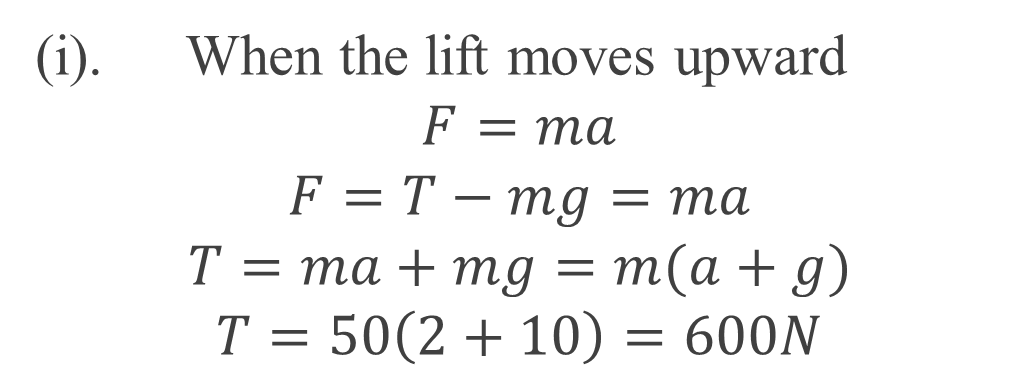 (i). When the lift moves upward
F = ma
F = T − mg = ma
T = ma + mg = m(a + g)
T = 50(2 + 10) = 600N